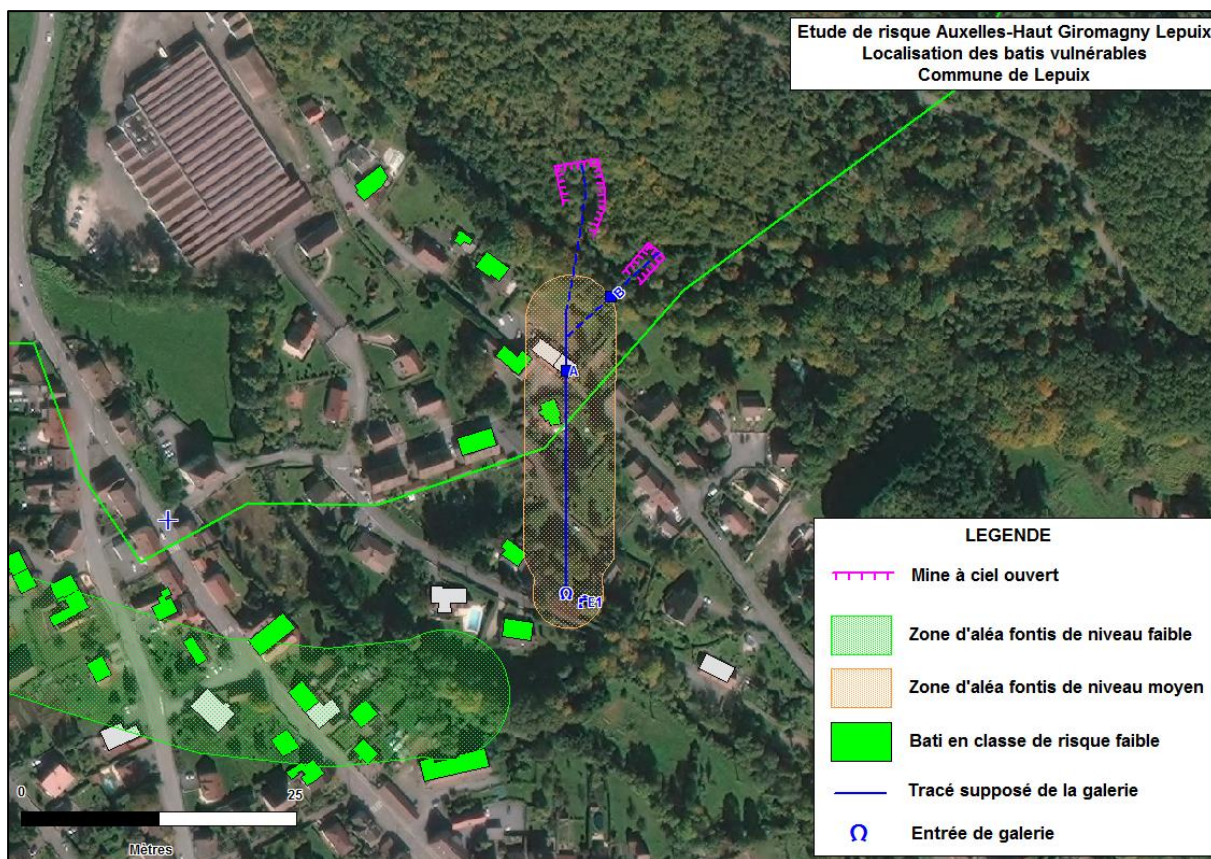 Etude de risque Auxelles-Haut Giromagny Lepuix
Localisation des batis vulnérables
Commune de Lepuix
B
A
Ω
E1
LEGENDE
Mine à ciel ouvert
Zone d'aléa fontis de niveau faible
Zone d'aléa fontis de niveau moyen
Bati en classe de risque faible
Tracé supposé de la galerie
Ω Entrée de galerie
0 25
Mètres